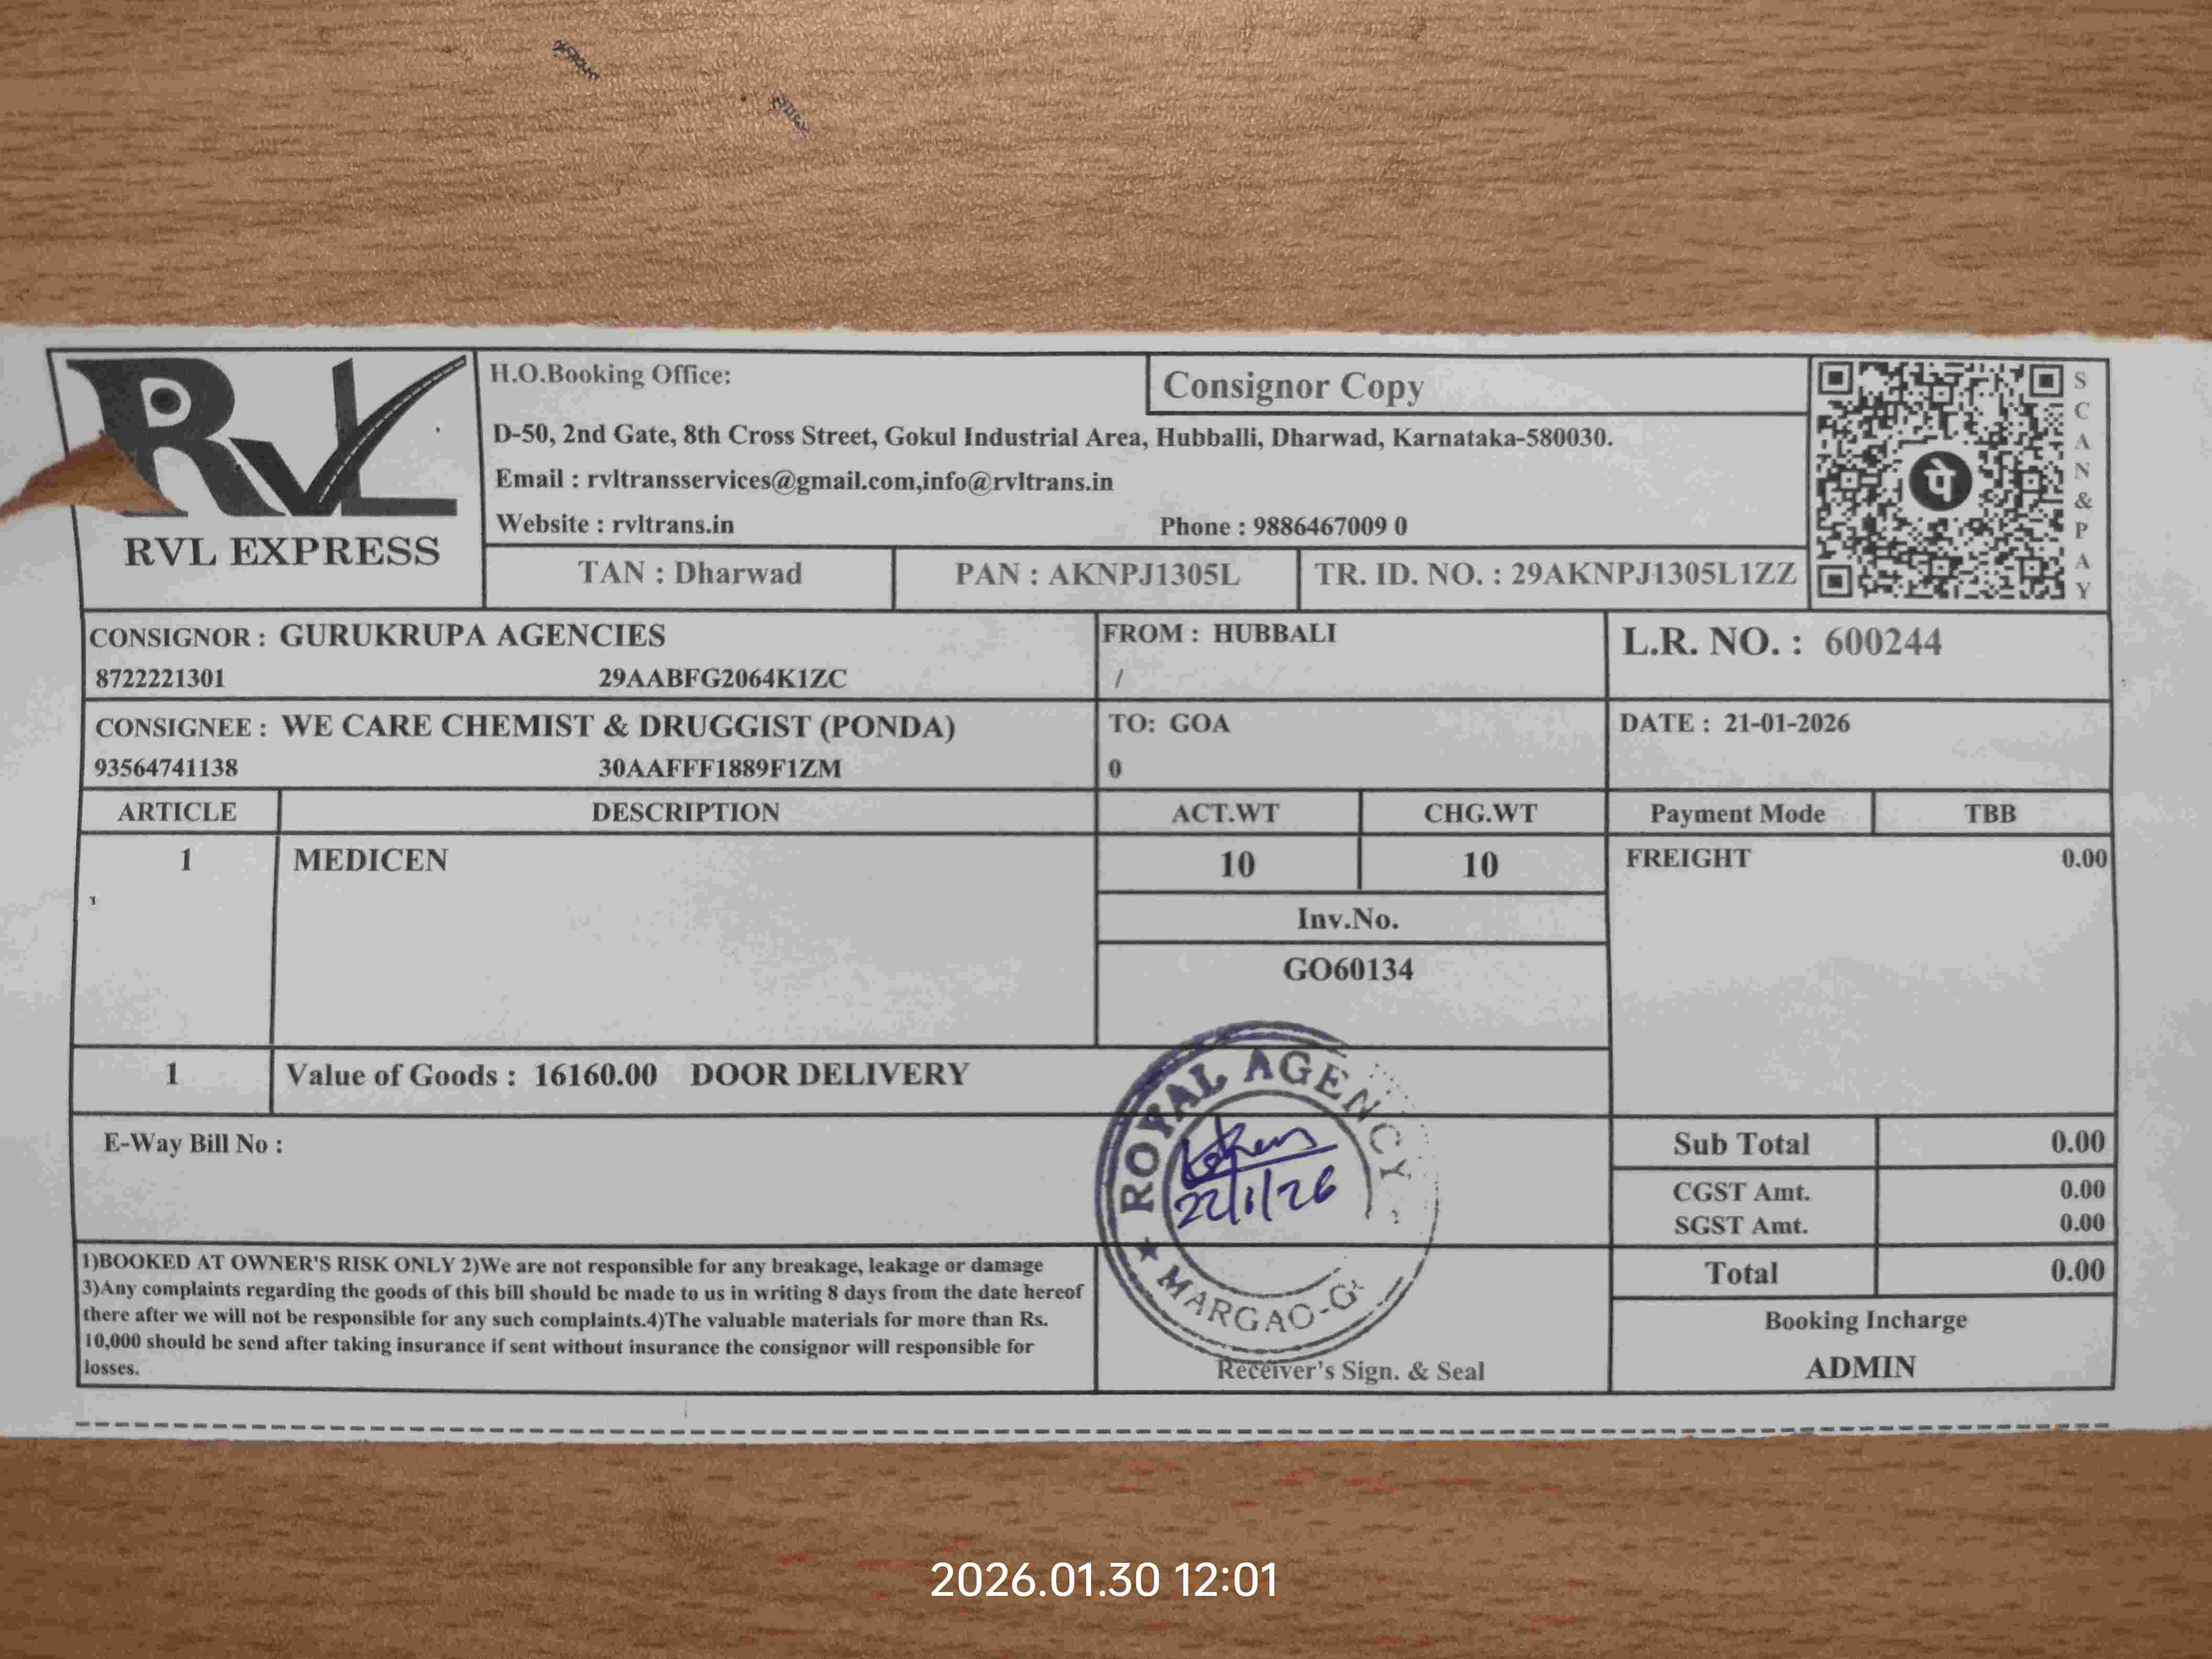 RVL
RVL EXPRESS
H.O.Booking Office:
Consignor Copy
D-50, 2nd Gate, 8th Cross Street, Gokul Industrial Area, Hubballi, Dharwad, Karnataka-580030.
Email : rvltransservices@gmail.com,info@rvltrans.in
Website : rvltrans.in Phone : 9886467009 0
TAN : Dharwad PAN : AKNPJ1305L TR. ID. NO. : 29AKNPJ1305L1ZZ
पे
SCAN&PAY
CONSIGNOR : GURUKRUPA AGENCIES
8722221301 29AABFG2064K1ZC
FROM : HUBBALI
/
L.R. NO. : 600244
CONSIGNEE : WE CARE CHEMIST & DRUGGIST (PONDA)
93564741138 30AAFFF1889F1ZM
TO: GOA
0
DATE : 21-01-2026
ARTICLE DESCRIPTION ACT.WT CHG.WT Payment Mode TBB
1 MEDICEN 10 10 FREIGHT 0.00
Inv.No.
GO60134
1 Value of Goods : 16160.00 DOOR DELIVERY
E-Way Bill No :
Sub Total 0.00
CGST Amt. 0.00
SGST Amt. 0.00
Total 0.00
1)BOOKED AT OWNER'S RISK ONLY 2)We are not responsible for any breakage, leakage or damage
3)Any complaints regarding the goods of this bill should be made to us in writing 8 days from the date hereof
there after we will not be responsible for any such complaints.4)The valuable materials for more than Rs.
10,000 should be send after taking insurance if sent without insurance the consignor will responsible for
losses.
ROYAL AGENCY
22/1/26
★ MARGAO-G
Receiver's Sign. & Seal
Booking Incharge
ADMIN
2026.01.30 12:01